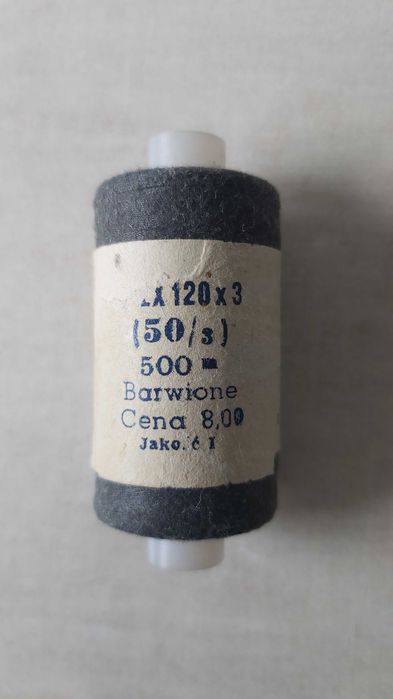 X 120 x 3
(50/3)
500 m
Barwione
Cena 8,00
Jako.ć I